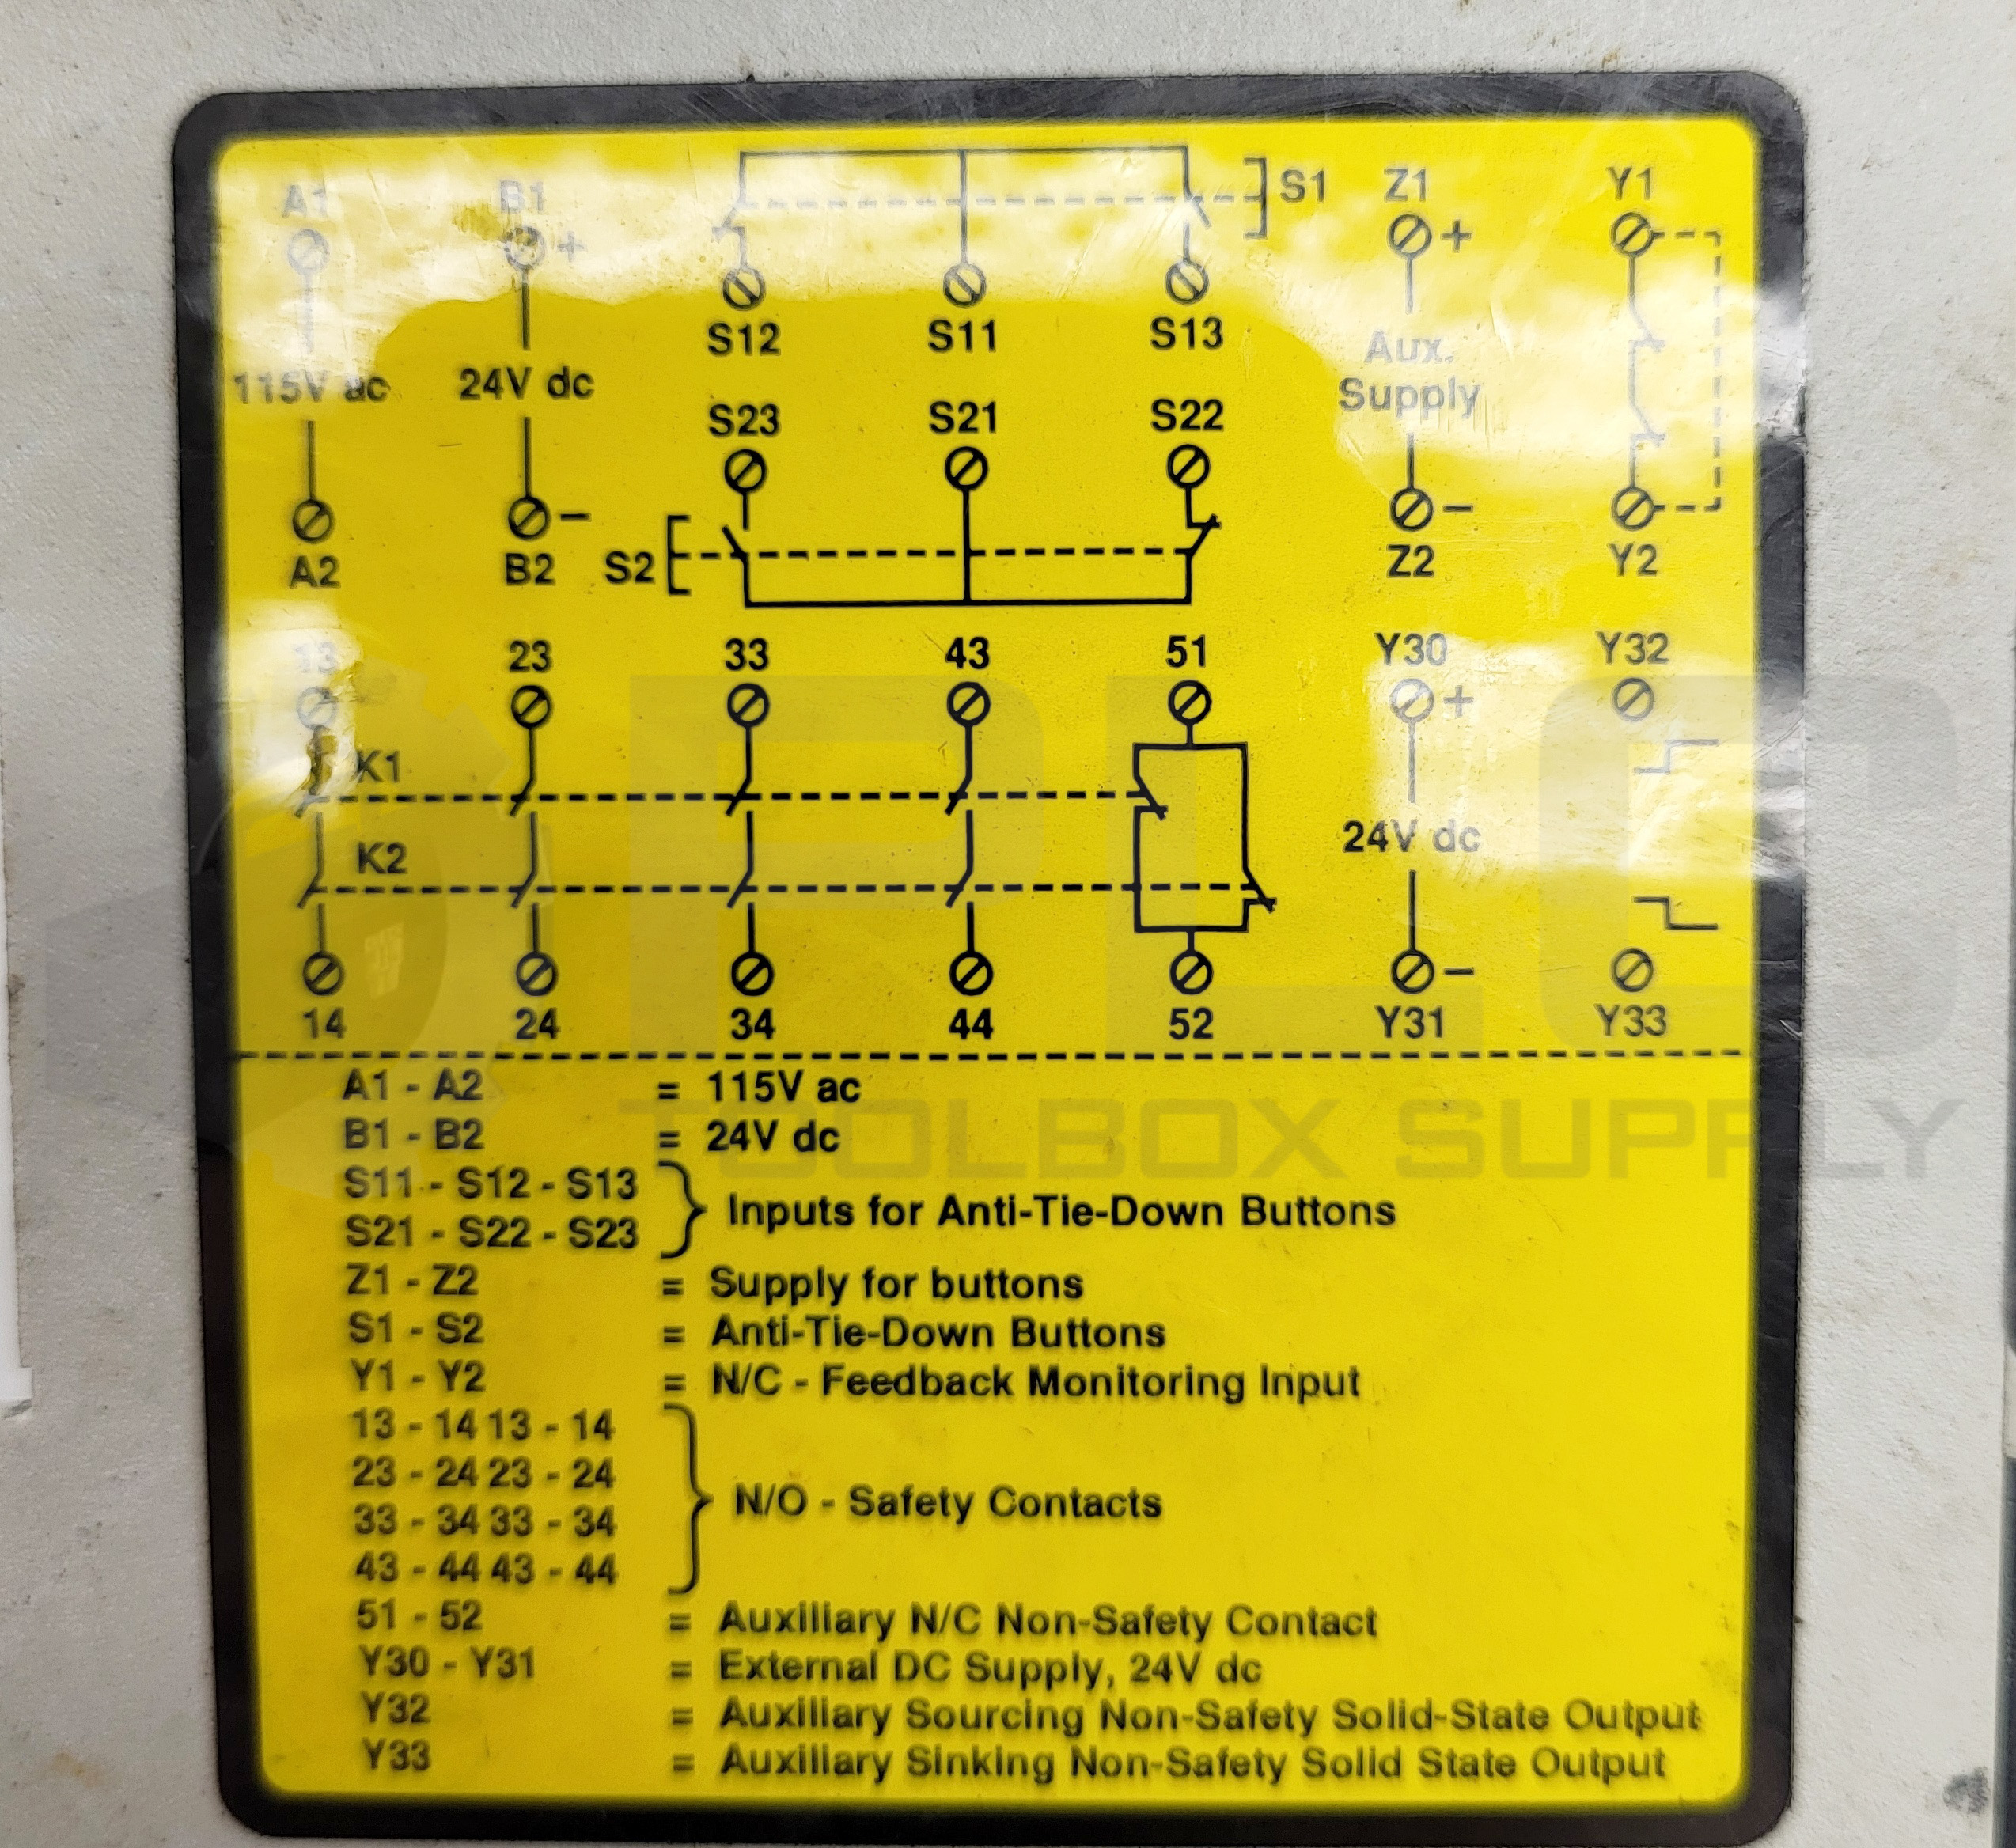 A1 B1 + S1 Z1 + Y1
S12 S11 S13
115V ac 24V dc Aux. Supply
S23 S21 S22
A2 B2 - S2 Z2 - Y2
13 23 33 43 51 Y30 + Y32
K1
24V dc
K2
14 24 34 44 52 Y31 - Y33
A1 - A2 = 115V ac
B1 - B2 = 24V dc
S11 - S12 - S13
S21 - S22 - S23
Inputs for Anti-Tie-Down Buttons
Z1 - Z2 = Supply for buttons
S1 - S2 = Anti-Tie-Down Buttons
Y1 - Y2 = N/C - Feedback Monitoring Input
13 - 14 13 - 14
23 - 24 23 - 24
33 - 34 33 - 34
43 - 44 43 - 44
N/O - Safety Contacts
51 - 52 = Auxiliary N/C Non-Safety Contact
Y30 - Y31 = External DC Supply, 24V dc
Y32 = Auxiliary Sourcing Non-Safety Solid-State Output
Y33 = Auxiliary Sinking Non-Safety Solid State Output
PLC
TOOLBOX SUPPLY